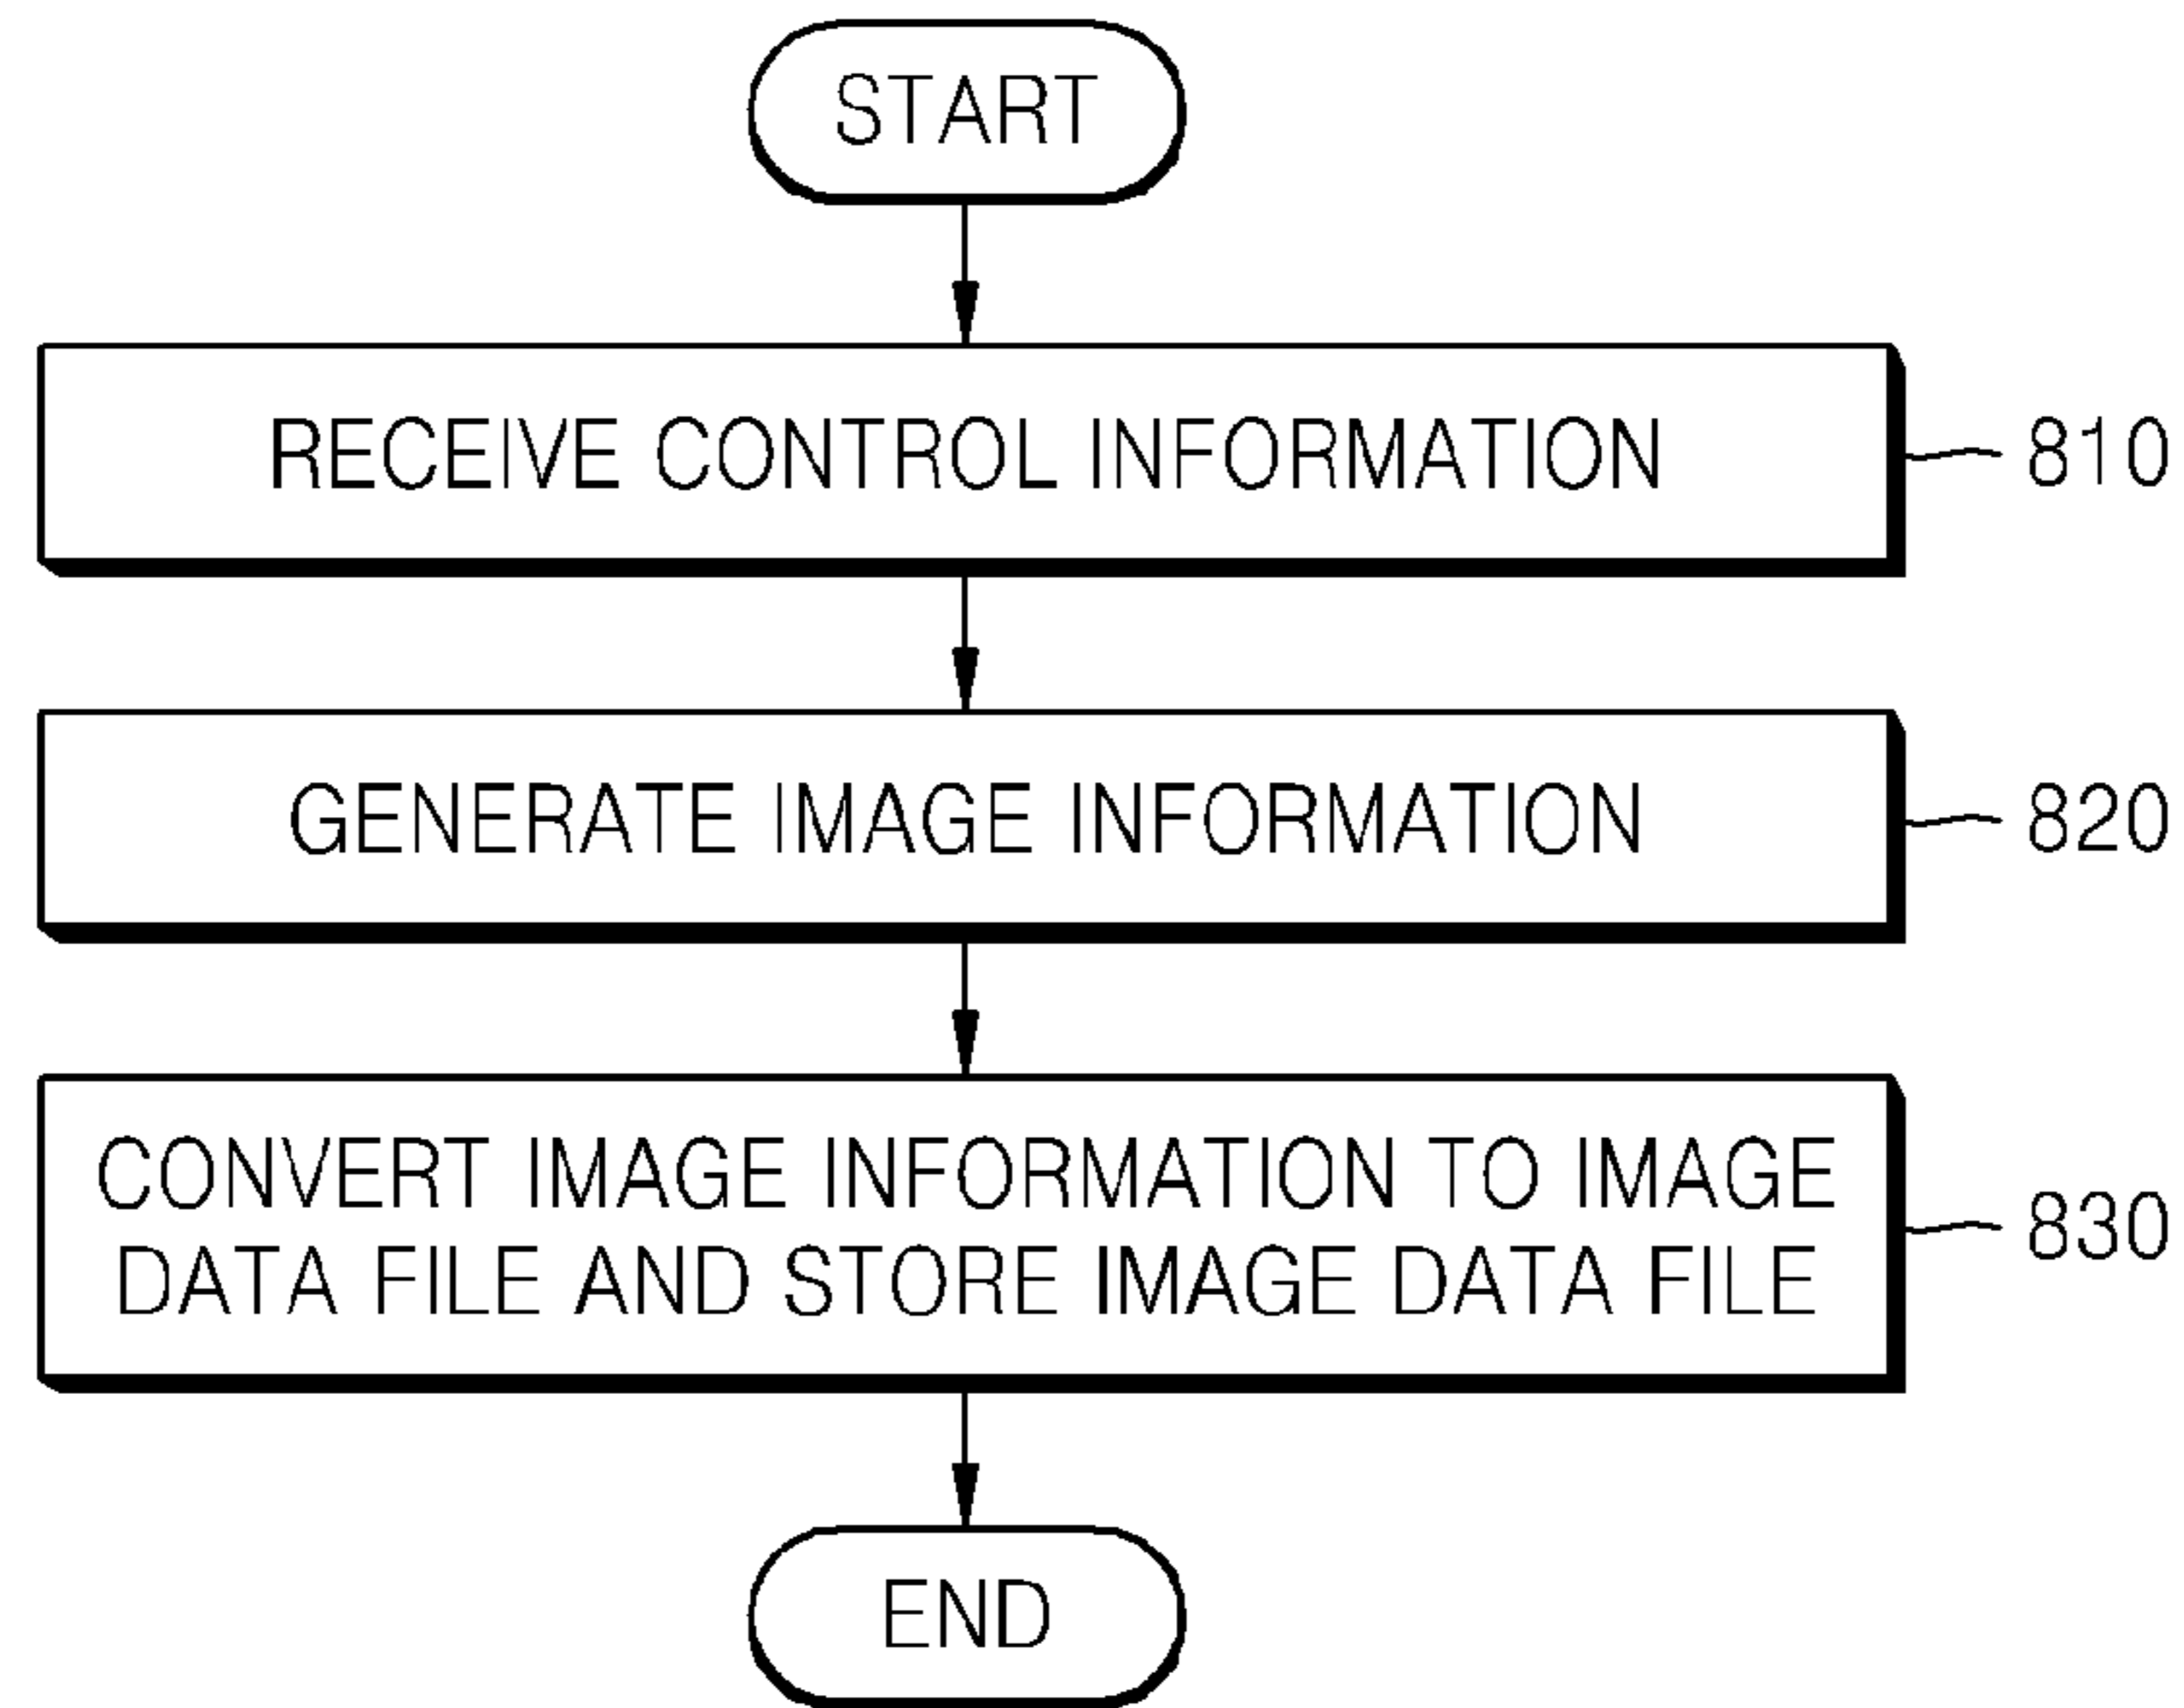 START
RECEIVE CONTROL INFORMATION
810
GENERATE IMAGE INFORMATION
820
CONVERT IMAGE INFORMATION TO IMAGE
DATA FILE AND STORE IMAGE DATA FILE
830
END